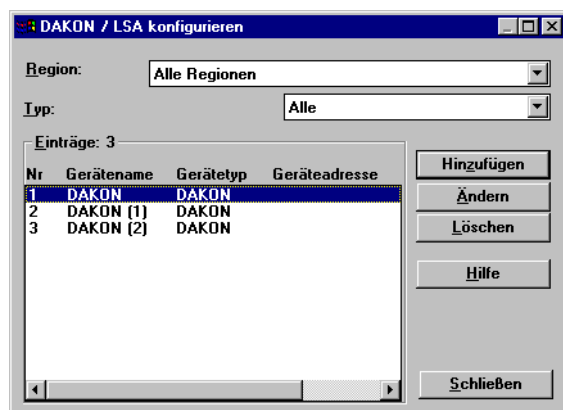 DAKON / LSA konfigurieren
Region: Alle Regionen
Typ: Alle
Einträge: 3
Nr Gerätename Gerätetyp Geräteadresse
1 DAKON DAKON
2 DAKON (1) DAKON
3 DAKON (2) DAKON
Hinzufügen
Ändern
Löschen
Hilfe
Schließen